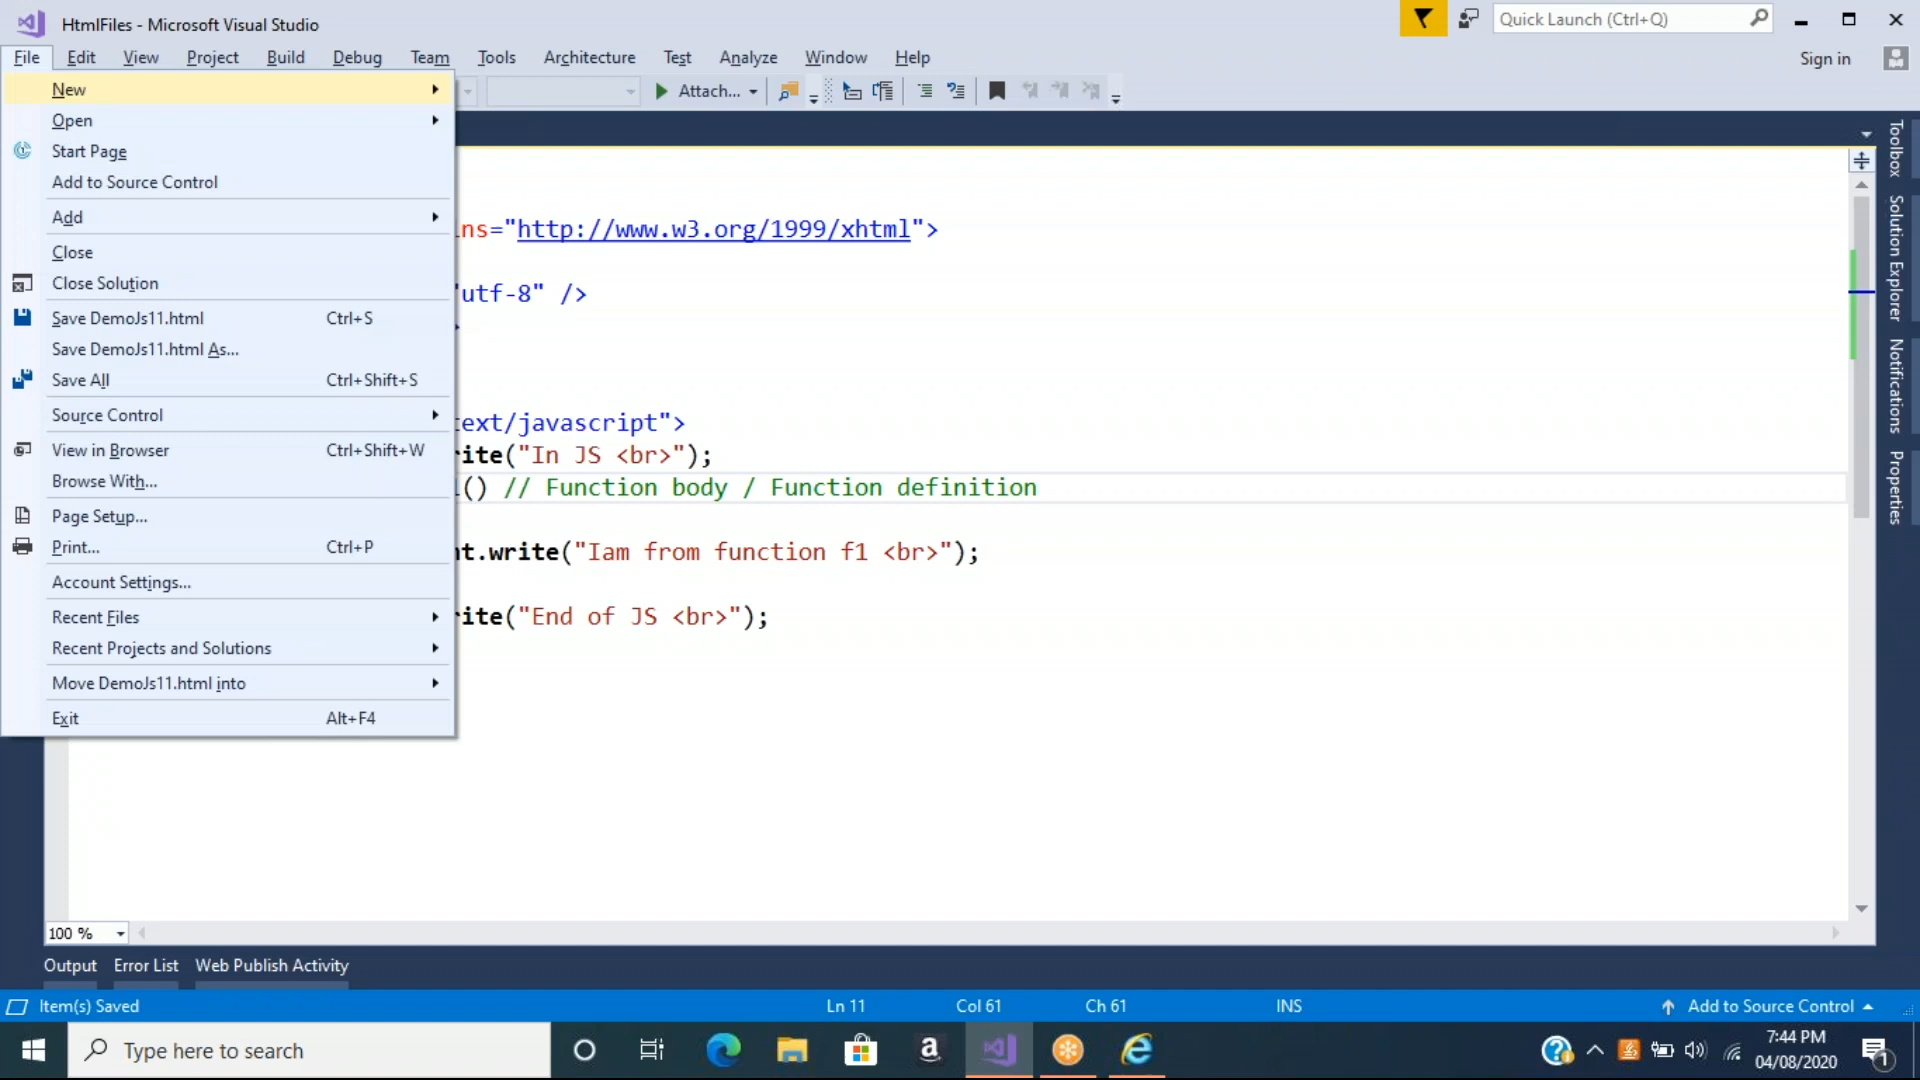 HtmlFiles - Microsoft Visual Studio
Quick Launch (Ctrl+Q)
File Edit View Project Build Debug Team Tools Architecture Test Analyze Window Help
Sign in
Attach...
New
Open
Start Page
Add to Source Control
Add
Close
Close Solution
Save DemoJs11.html Ctrl+S
Save DemoJs11.html As...
Save All Ctrl+Shift+S
Source Control
View in Browser Ctrl+Shift+W
Browse With...
Page Setup...
Print... Ctrl+P
Account Settings...
Recent Files
Recent Projects and Solutions
Move DemoJs11.html into
Exit Alt+F4
ns="http://www.w3.org/1999/xhtml">
"utf-8" />
>
text/javascript">
rite("In JS <br>");
1() // Function body / Function definition
nt.write("Iam from function f1 <br>");
rite("End of JS <br>");
Toolbox
Solution Explorer
Notifications
Properties
100 %
Output Error List Web Publish Activity
Item(s) Saved
Ln 11 Col 61 Ch 61 INS
Add to Source Control
Type here to search
7:44 PM
04/08/2020
1